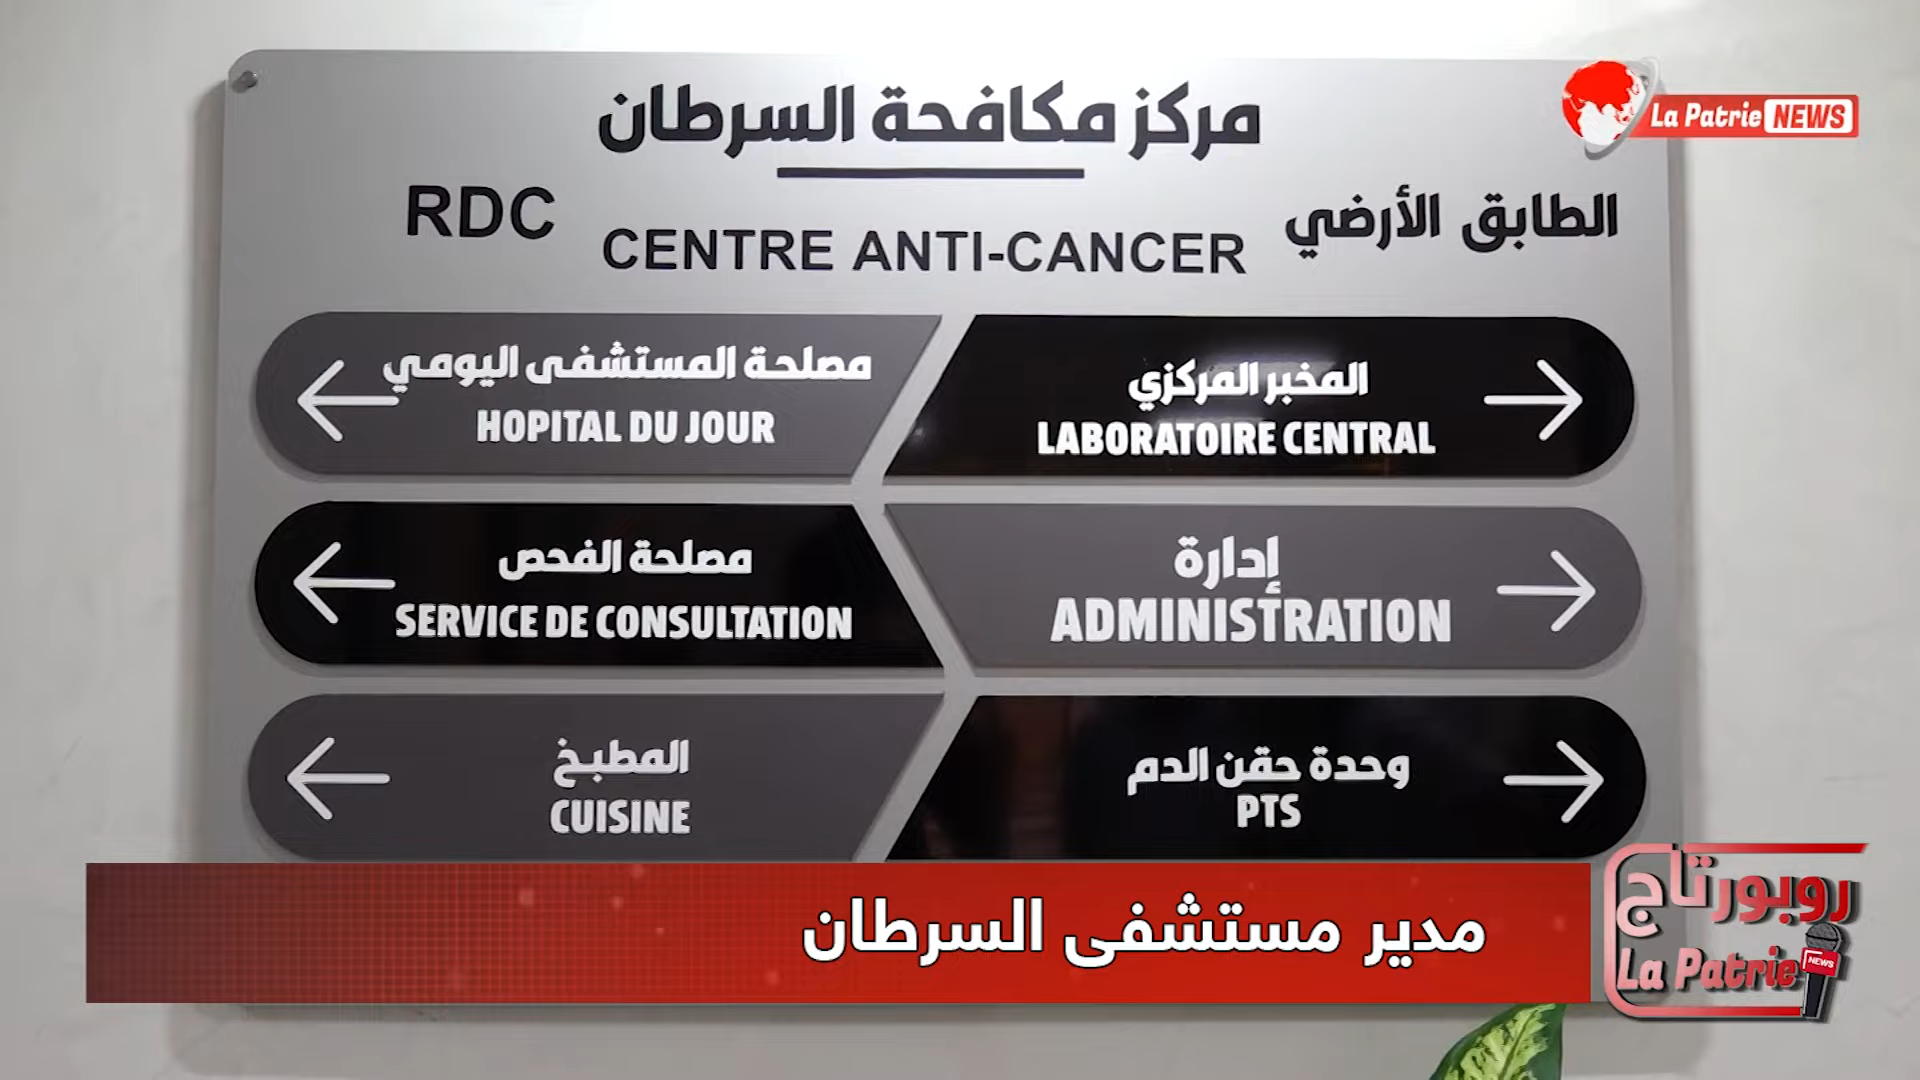 مركز مكافحة السرطان
La Patrie NEWS
RDC
CENTRE ANTI-CANCER
الطابق الأرضي
مصلحة المستشفى اليومي
HOPITAL DU JOUR
المخبر المركزي
LABORATOIRE CENTRAL
مصلحة الفحص
SERVICE DE CONSULTATION
إدارة
ADMINISTRATION
المطبخ
CUISINE
وحدة حقن الدم
PTS
مدير مستشفى السرطان
روبورتاج
La Patrie
NEWS